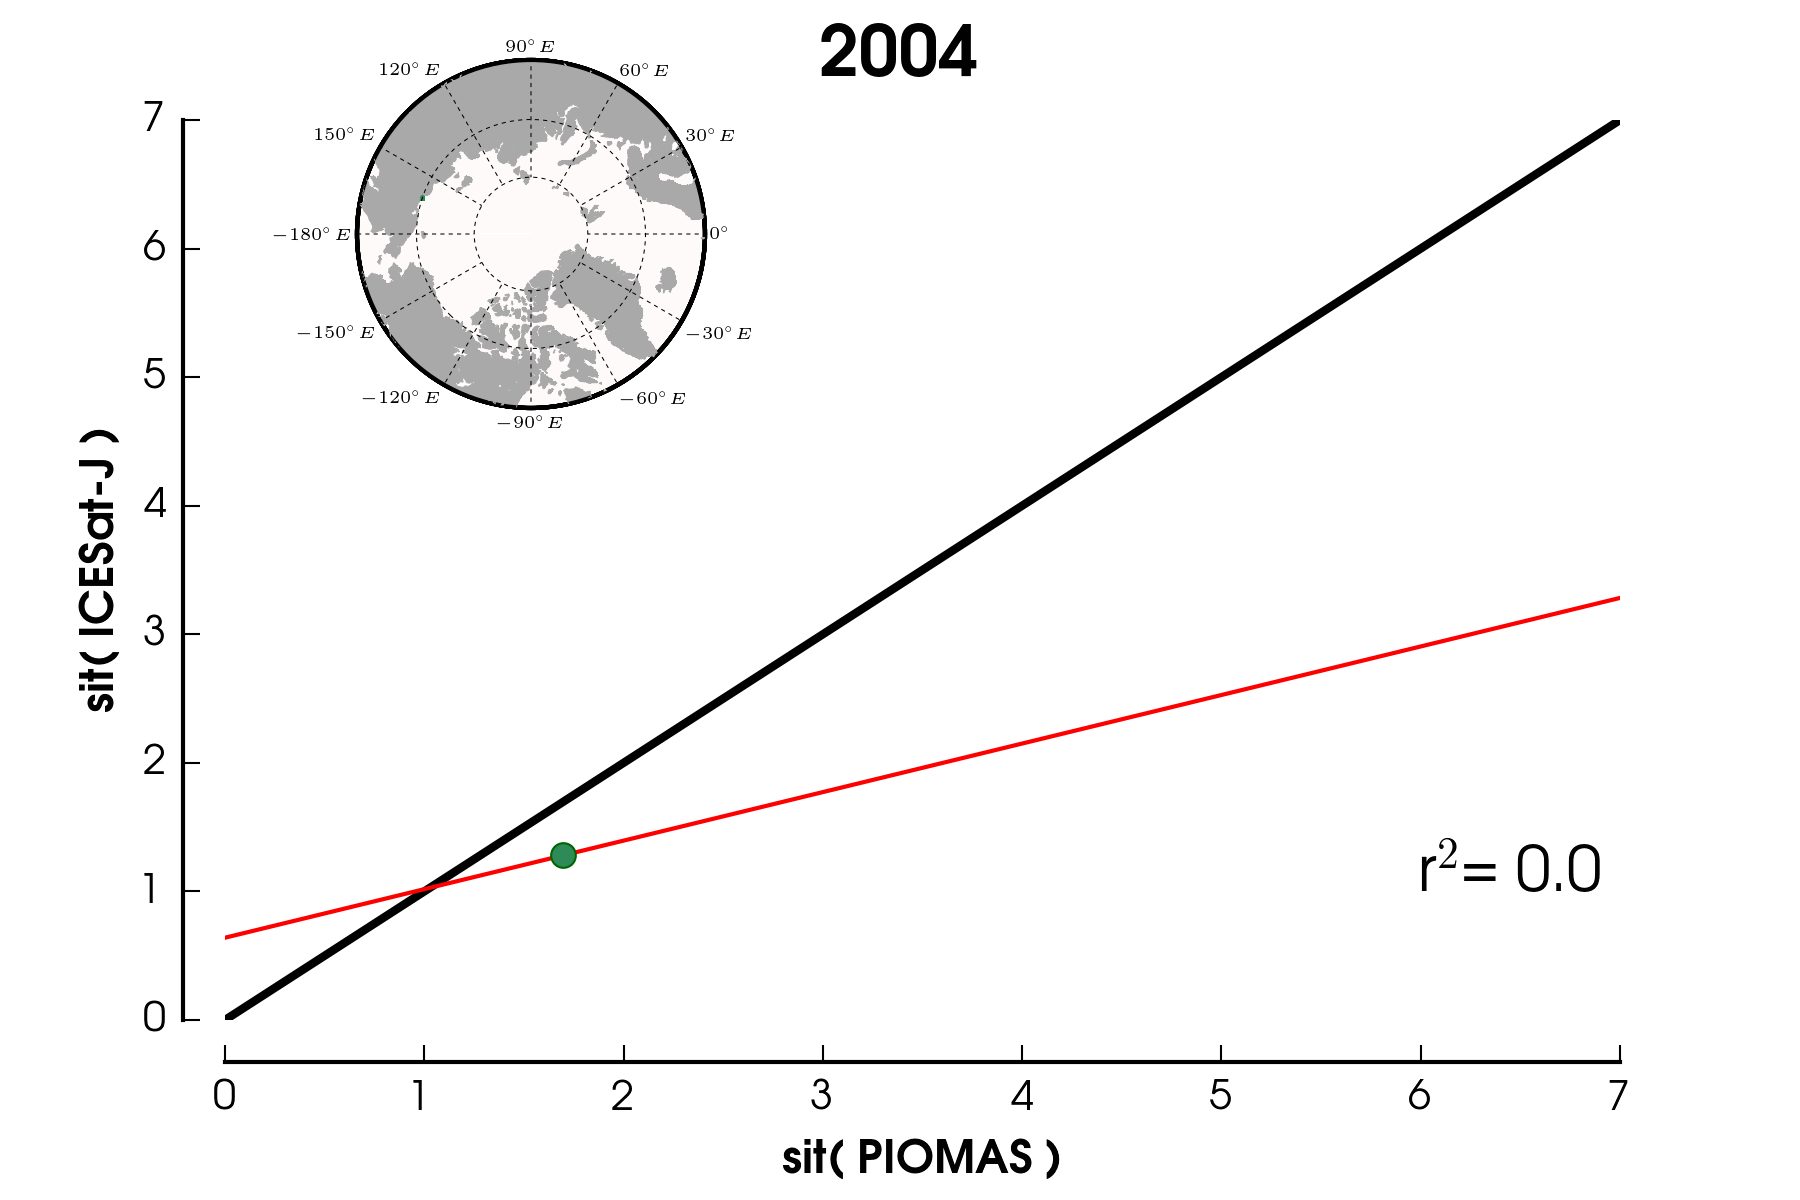 2004
90° E
120° E
60° E
150° E
30° E
−180° E
0°
−150° E
−30° E
−120° E
−60° E
−90° E
7
6
5
4
3
2
1
0
sit( ICESat-J )
r²= 0.0
0 1 2 3 4 5 6 7
sit( PIOMAS )